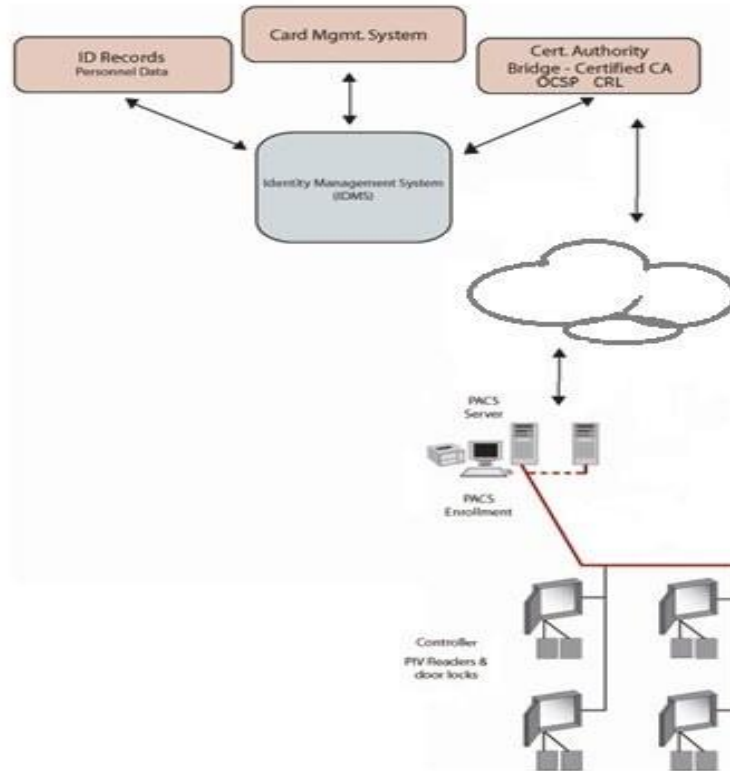 ID Records
Personnel Data
Card Mgmt. System
Cert. Authority
Bridge - Certified CA
OCSP CRL
Identity Management System
(IDMS)
PACS
Server
PACS
Enrollment
Controller
PIV Readers &
door locks